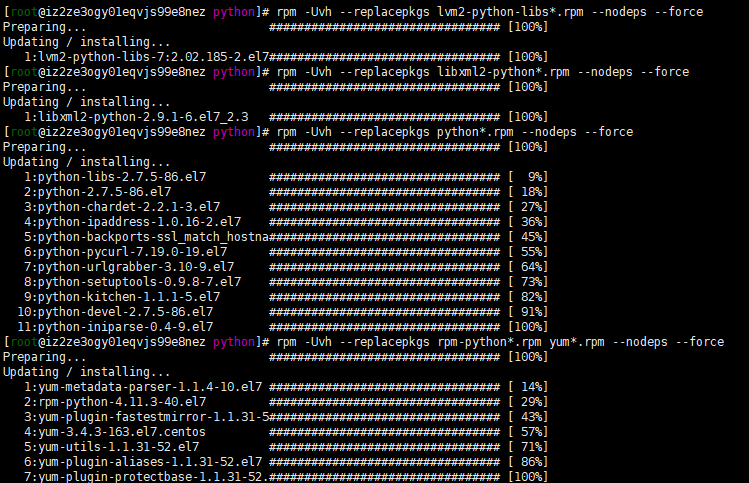 [root@iz2ze3ogy01eqvjs99e8nez python]# rpm -Uvh --replacepkgs lvm2-python-libs*.rpm --nodeps --force
Preparing... ################################# [100%]
Updating / installing...
1:lvm2-python-libs-7:2.02.185-2.el7################################# [100%]
[root@iz2ze3ogy01eqvjs99e8nez python]# rpm -Uvh --replacepkgs libxml2-python*.rpm --nodeps --force
Preparing... ################################# [100%]
Updating / installing...
1:libxml2-python-2.9.1-6.el7_2.3 ################################# [100%]
[root@iz2ze3ogy01eqvjs99e8nez python]# rpm -Uvh --replacepkgs python*.rpm --nodeps --force
Preparing... ################################# [100%]
Updating / installing...
1:python-libs-2.7.5-86.el7 ################################# [ 9%]
2:python-2.7.5-86.el7 ################################# [ 18%]
3:python-chardet-2.2.1-3.el7 ################################# [ 27%]
4:python-ipaddress-1.0.16-2.el7 ################################# [ 36%]
5:python-backports-ssl_match_hostna################################# [ 45%]
6:python-pycurl-7.19.0-19.el7 ################################# [ 55%]
7:python-urlgrabber-3.10-9.el7 ################################# [ 64%]
8:python-setuptools-0.9.8-7.el7 ################################# [ 73%]
9:python-kitchen-1.1.1-5.el7 ################################# [ 82%]
10:python-devel-2.7.5-86.el7 ################################# [ 91%]
11:python-iniparse-0.4-9.el7 ################################# [100%]
[root@iz2ze3ogy01eqvjs99e8nez python]# rpm -Uvh --replacepkgs rpm-python*.rpm yum*.rpm --nodeps --force
Preparing... ################################# [100%]
Updating / installing...
1:yum-metadata-parser-1.1.4-10.el7 ################################# [ 14%]
2:rpm-python-4.11.3-40.el7 ################################# [ 29%]
3:yum-plugin-fastestmirror-1.1.31-5################################# [ 43%]
4:yum-3.4.3-163.el7.centos ################################# [ 57%]
5:yum-utils-1.1.31-52.el7 ################################# [ 71%]
6:yum-plugin-aliases-1.1.31-52.el7 ################################# [ 86%]
7:yum-plugin-protectbase-1.1.31-52.################################# [100%]